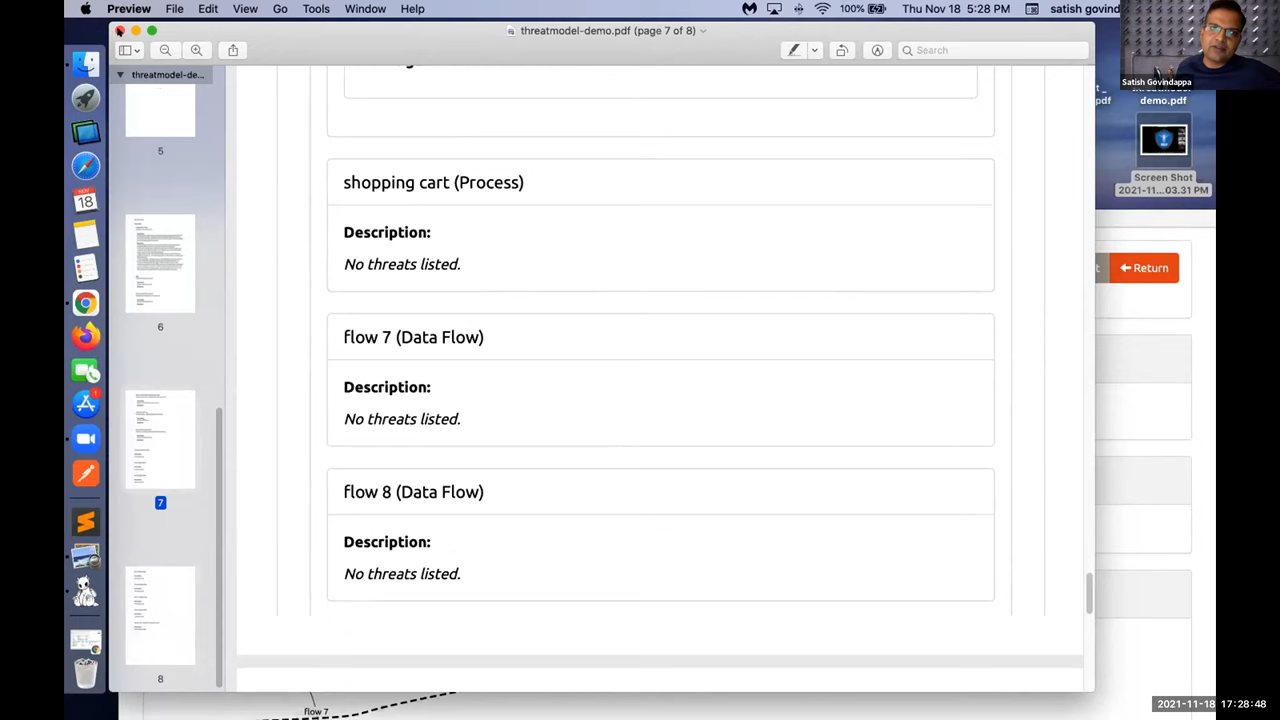 Preview File Edit View Go Tools Window Help
100% Thu Nov 18 5:28 PM satish govind
threatmodel-demo.pdf (page 7 of 8)
Search
Satish Govindappa
threatmodel-de...
pdf
demo.pdf
Screen Shot
2021-11...03.31 PM
NOV
18
1
5
6
7
8
shopping cart (Process)
Description:
No threats listed.
flow 7 (Data Flow)
Description:
No threats listed.
flow 8 (Data Flow)
Description:
No threats listed.
t
Return
flow 7
2021-11-18 17:28:48